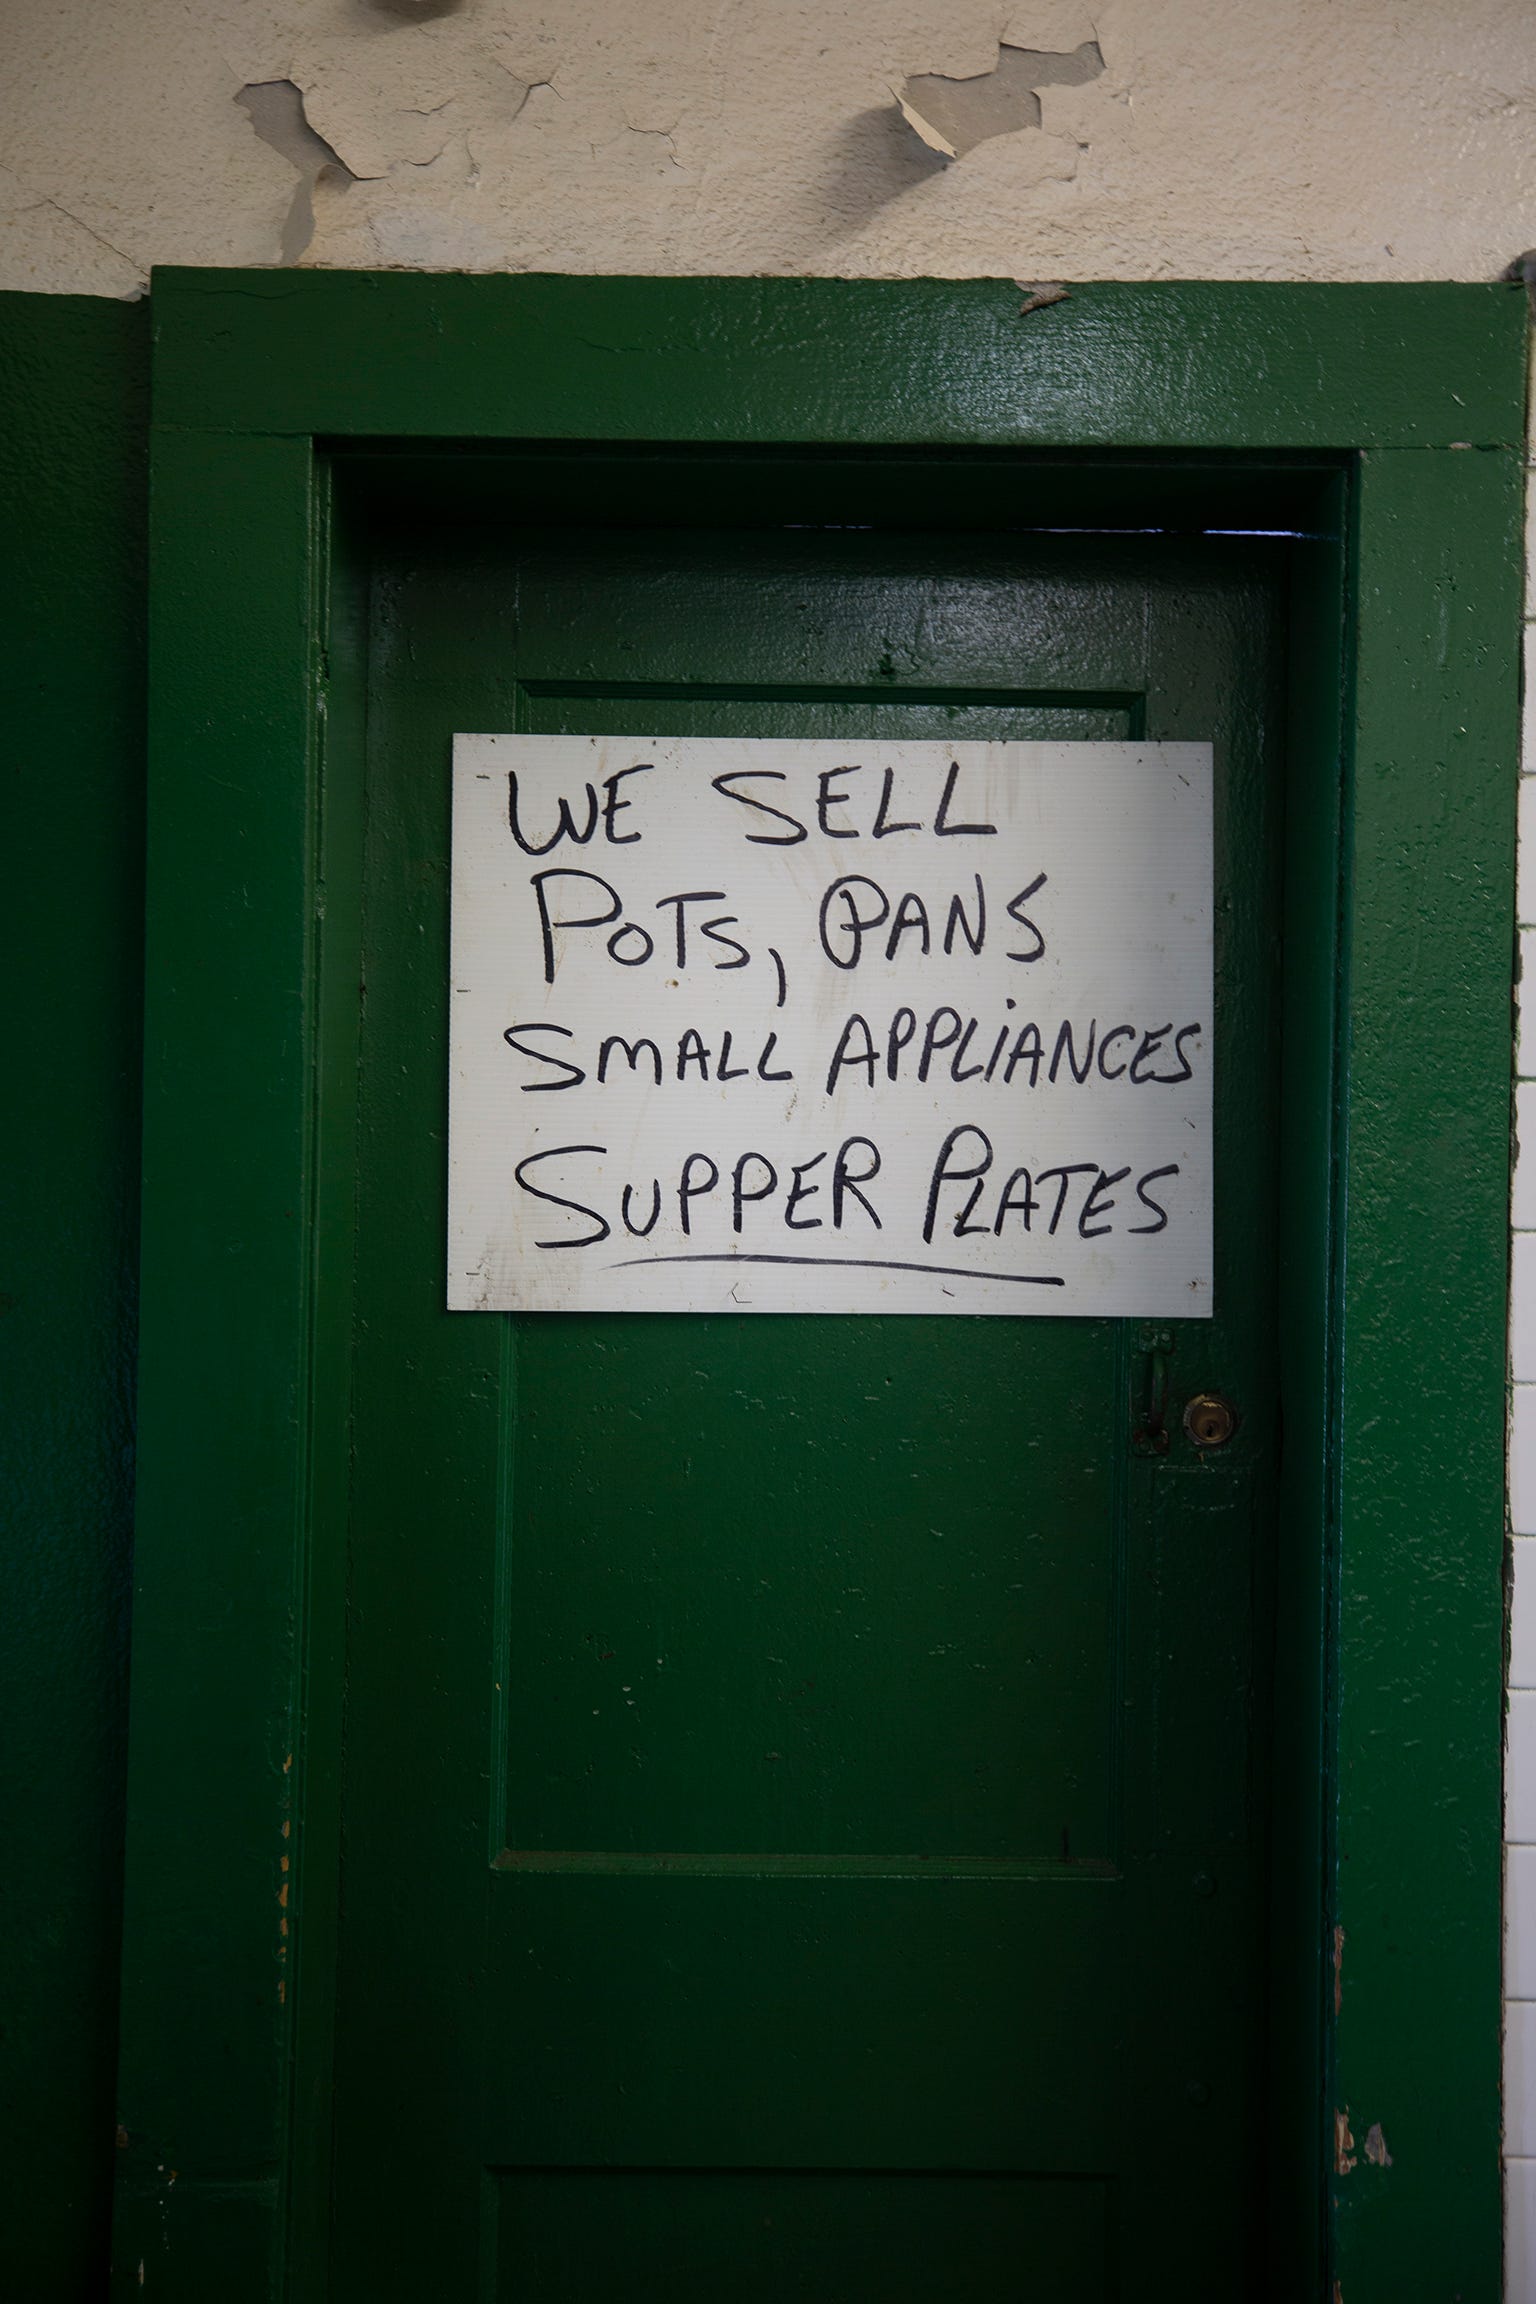 WE SELL
POTS, PANS
SMALL APPLiANCES
SUPPER PLATES